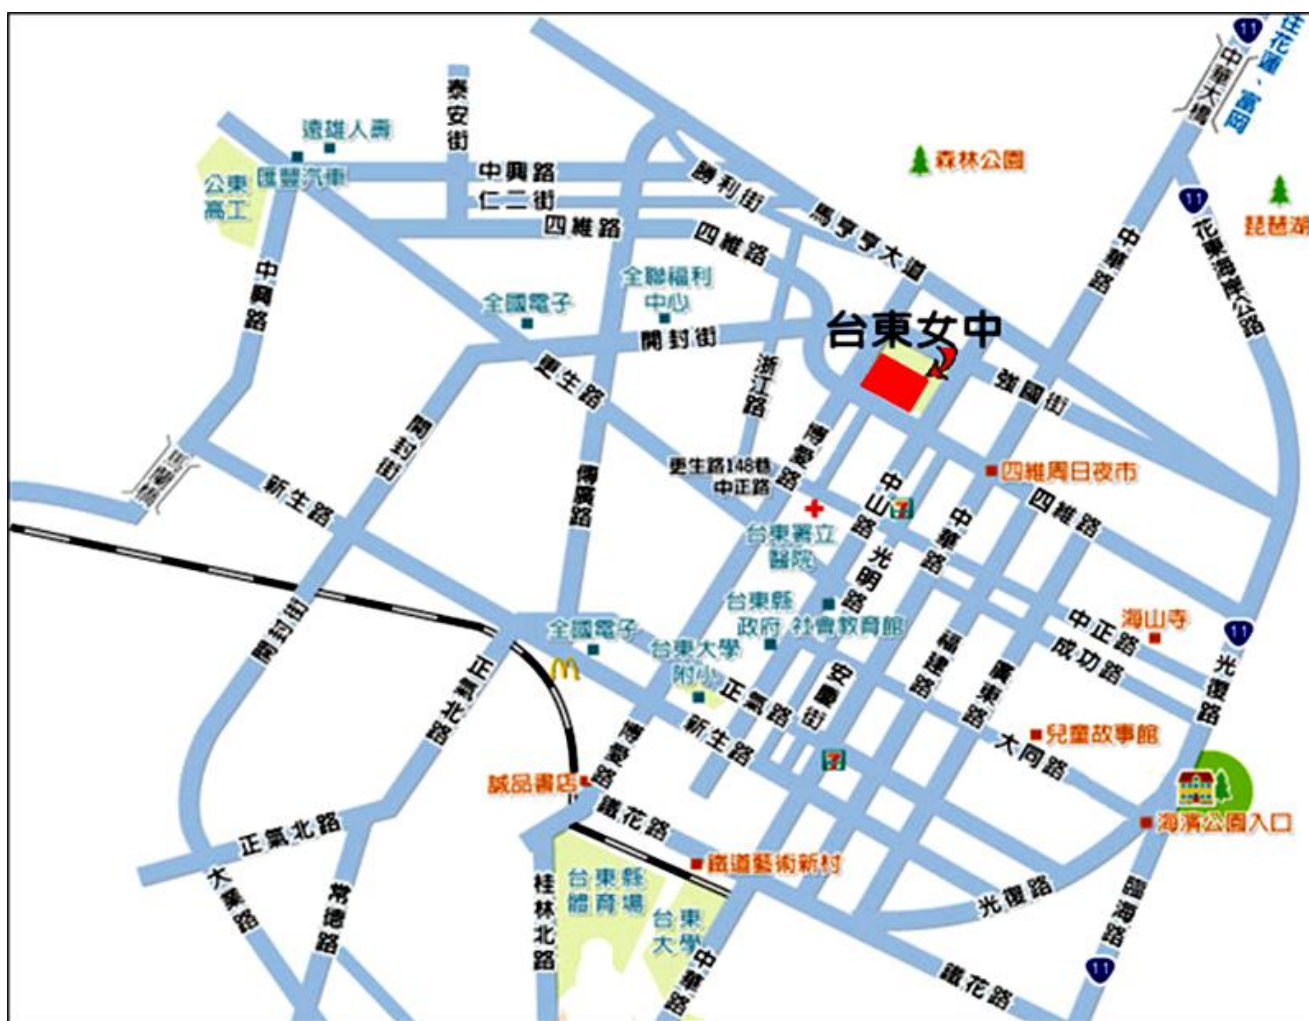 11
往花蓮、富岡
中華大橋
泰安街
遠雄人壽
匯豐汽車
公東
高工
中興路
仁二街
四維路
四維路
勝利街
馬亨亨大道
森林公園
11
琵琶湖
花東海岸公路
中華路
中興路
全國電子
全聯福利
中心
開封街
台東女中
強國街
更生路
浙江路
開封街
博愛路
馬蘭橋
新生路
傳廣路
更生路148巷
中正路
中山路
7
四維周日夜市
四維路
中華路
台東署立
醫院
光明路
台東縣
政府
社會教育館
開封街
正氣北路
全國電子
台東大學
附小
正氣路
安慶街
福建路
廣東路
中正路
成功路
海山寺
11
光復路
博愛路
新生路
大同路
兒童故事館
7
誠品書店
鐵花路
海濱公園入口
正氣北路
鐵道藝術新村
大業路
常德路
桂林北路
台東縣
體育場
台東
大學
中華路
光復路
臨海路
11
鐵花路